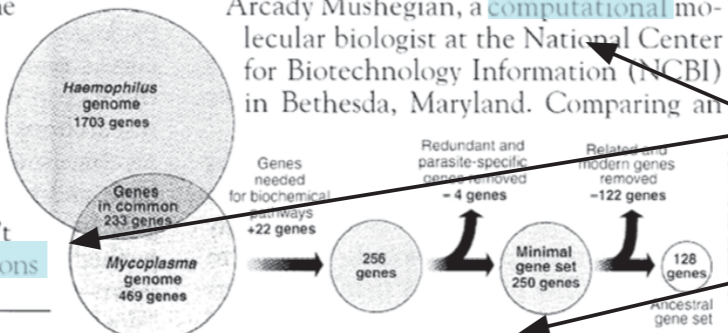 Arcady Mushegian, a computational mo-
lecular biologist at the National Center
for Biotechnology Information (NCBI)
in Bethesda, Maryland. Comparing an
Haemophilus
genome
1703 genes
Genes
in common
233 genes
Mycoplasma
genome
469 genes
Genes
needed
for biochemical
pathways
+22 genes
256
genes
Redundant and
parasite-specific
genes removed
– 4 genes
Minimal
gene set
250 genes
Related and
modern genes
removed
–122 genes
128
genes
Ancestral
gene set
't
ons